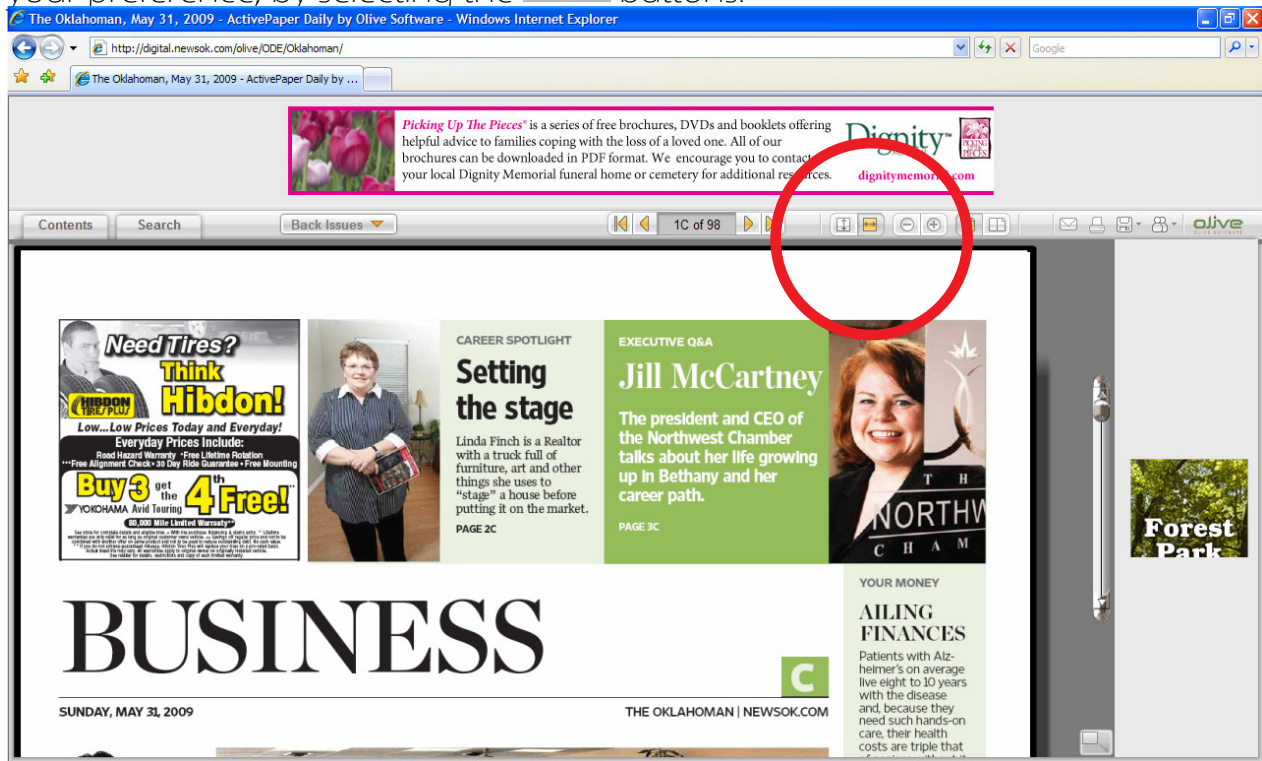 your preference, by selecting the buttons.
The Oklahoman, May 31, 2009 - ActivePaper Daily by Olive Software - Windows Internet Explorer
http://digital.newsok.com/olive/ODE/Oklahoman/
Google
The Oklahoman, May 31, 2009 - ActivePaper Daily by ...
Picking Up The Pieces® is a series of free brochures, DVDs and booklets offering
helpful advice to families coping with the loss of a loved one. All of our
brochures can be downloaded in PDF format. We encourage you to contact
your local Dignity Memorial funeral home or cemetery for additional resources.
Dignity™
PICKING UP THE PIECES
dignitymemorial.com
Contents
Search
Back Issues
1C of 98
olive
Need Tires?
Think
HIBDON TIRE/PLUS
Hibdon!
Low...Low Prices Today and Everyday!
Everyday Prices Include:
Road Hazard Warranty *Free Lifetime Rotation
***Free Alignment Check • 30 Day Ride Guarantee • Free Mounting
Buy 3 get the 4th Free!**
YOKOHAMA Avid Touring
80,000 Mile Limited Warranty**
CAREER SPOTLIGHT
Setting
the stage
Linda Finch is a Realtor
with a truck full of
furniture, art and other
things she uses to
“stage” a house before
putting it on the market.
PAGE 2C
EXECUTIVE Q&A
Jill McCartney
The president and CEO of
the Northwest Chamber
talks about her life growing
up in Bethany and her
career path.
PAGE 3C
T H
NORTHW
C H A M
Forest
Park
BUSINESS
C
SUNDAY, MAY 31, 2009
THE OKLAHOMAN | NEWSOK.COM
YOUR MONEY
AILING
FINANCES
Patients with Alz-
heimer's on average
live eight to 10 years
with the disease
and, because they
need such hands-on
care, their health
costs are triple that